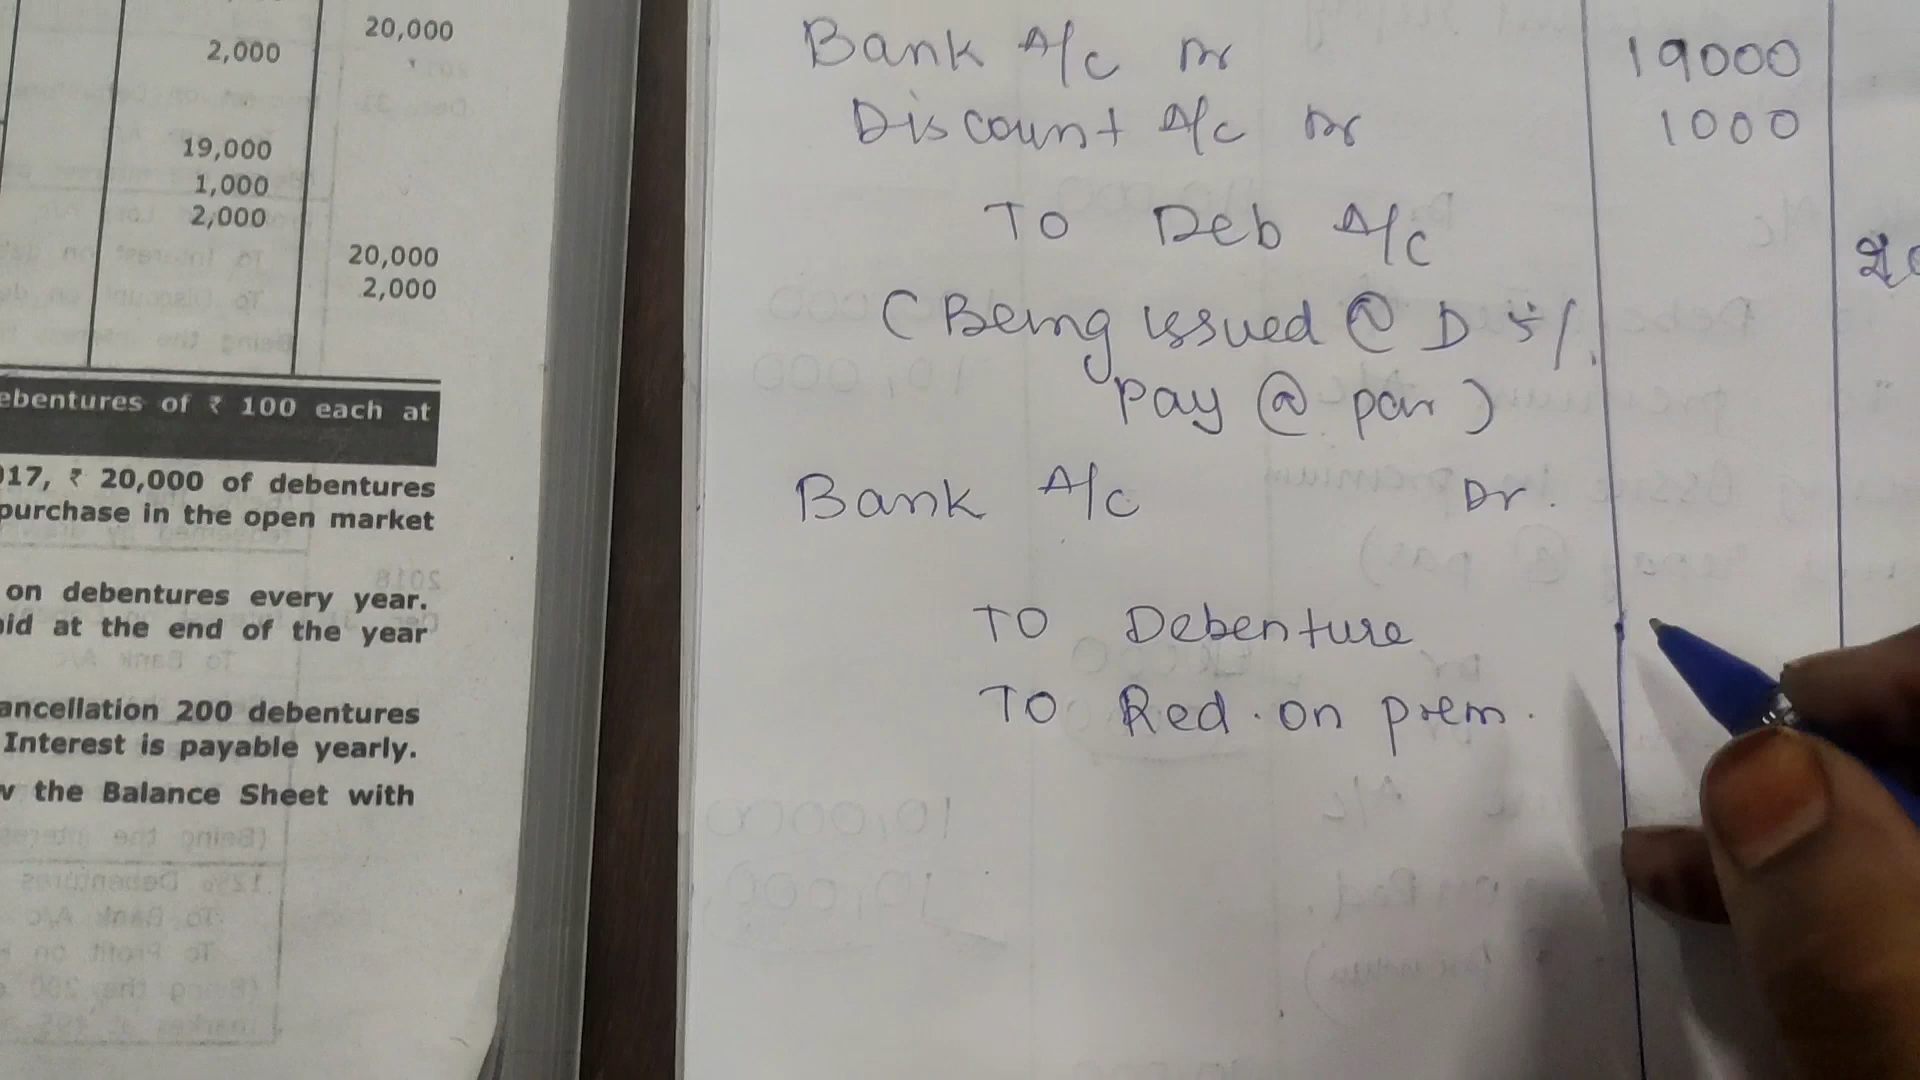 20,000
2,000
19,000
1,000
2,000
20,000
2,000
ebentures of ₹ 100 each at
017, ₹ 20,000 of debentures
purchase in the open market
on debentures every year.
aid at the end of the year
ancellation 200 debentures
Interest is payable yearly.
w the Balance Sheet with
Bank A/c Dr 19000
Discount A/c Dr 1000
TO Deb A/c
(Being issued @ D 5%
pay @ par)
Bank A/c Dr.
TO Debenture
TO Red. on prem.